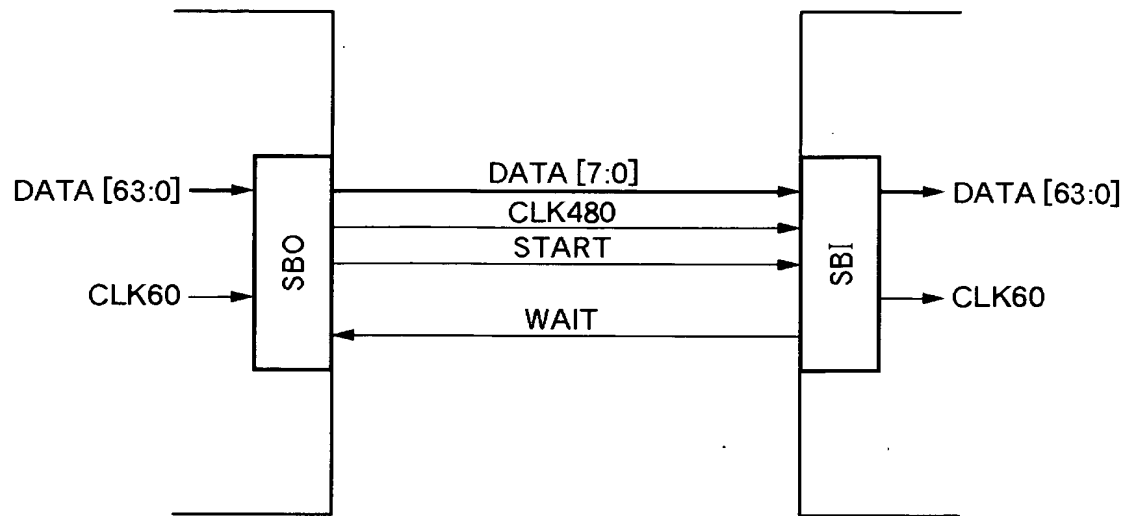 DATA [63:0]
CLK60
SBO
DATA [7:0]
CLK480
START
WAIT
SBI
DATA [63:0]
CLK60